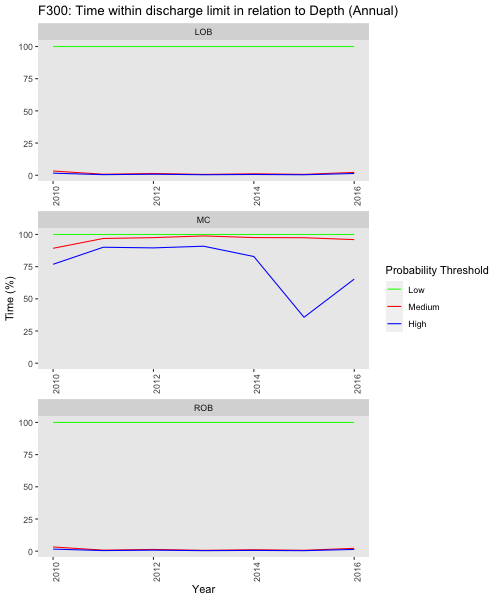 F300: Time within discharge limit in relation to Depth (Annual)
LOB
100
75
50
25
0
2010
2012
2014
2016
MC
100
75
50
25
0
2010
2012
2014
2016
Time (%)
ROB
100
75
50
25
0
2010
2012
2014
2016
Year
Probability Threshold
Low
Medium
High